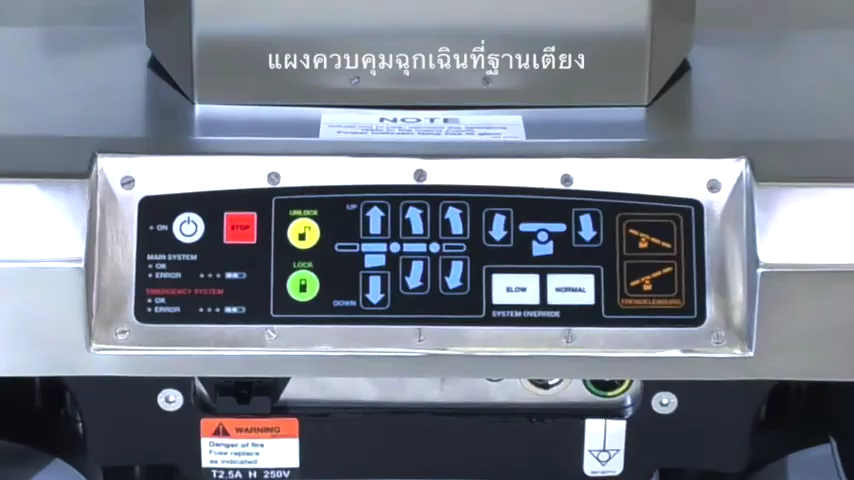 แผงควบคุมฉุกเฉินที่ฐานเตียง
NOTE
ON
STOP
UNLOCK
LOCK
UP
DOWN
MAIN SYSTEM
OK
ERROR
EMERGENCY SYSTEM
OK
ERROR
SLOW
NORMAL
SYSTEM OVERRIDE
TRENDELENBURG
WARNING
Danger of fire
Fuse replace
as indicated
T2,5A H 250V